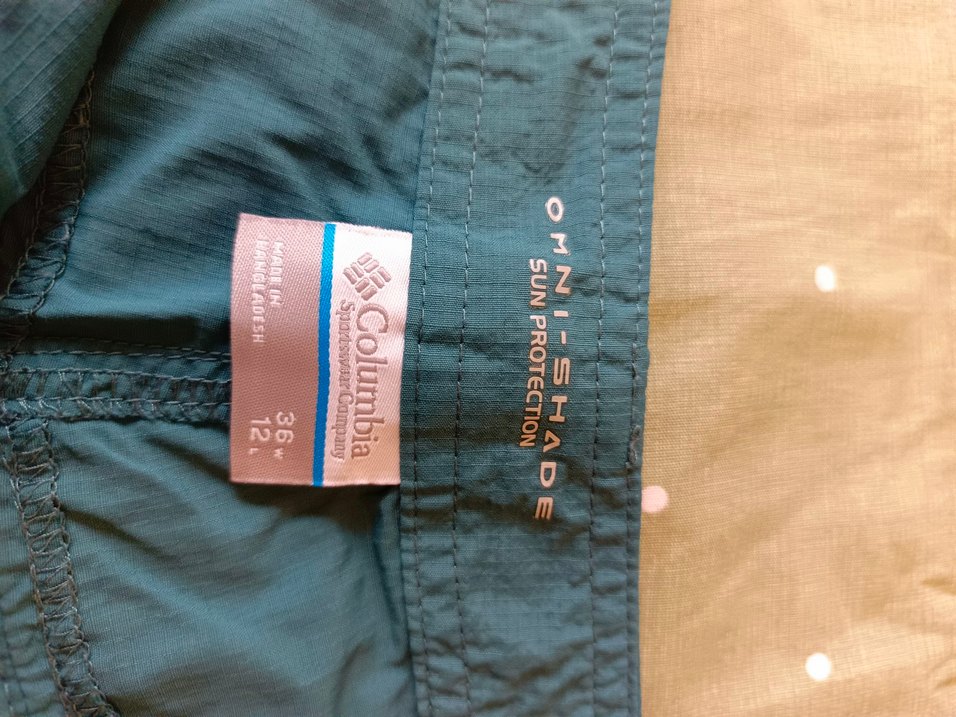 OMNI-SHADE
SUN PROTECTION
Columbia
Sportswear Company
MADE IN
BANGLADESH
36 W
12 L